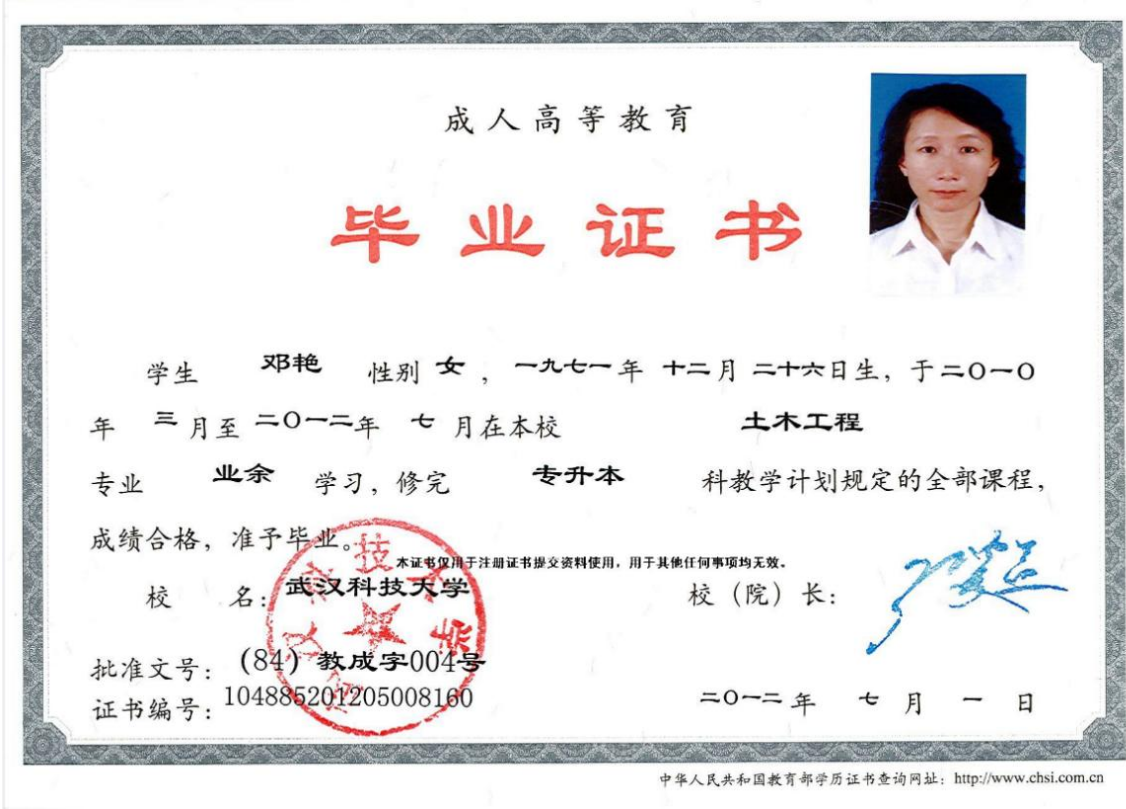 成人高等教育
毕业证书
学生 邓艳 性别 女 ，一九七一年 十二月 二十六日生，于二〇一〇
年 三月至 二〇一二年 七 月在本校 土木工程
专业 业余 学习，修完 专升本 科教学计划规定的全部课程，
成绩合格，准予毕业。
本证书仅用于注册证书提交资料使用，用于其他任何事项均无效。
校 名：武汉科技大学 校（院）长：
批准文号：（84）教成字004号
证书编号：104885201205008160 二〇一二年 七月 一 日
武汉科技大学
中华人民共和国教育部学历证书查询网址：http://www.chsi.com.cn